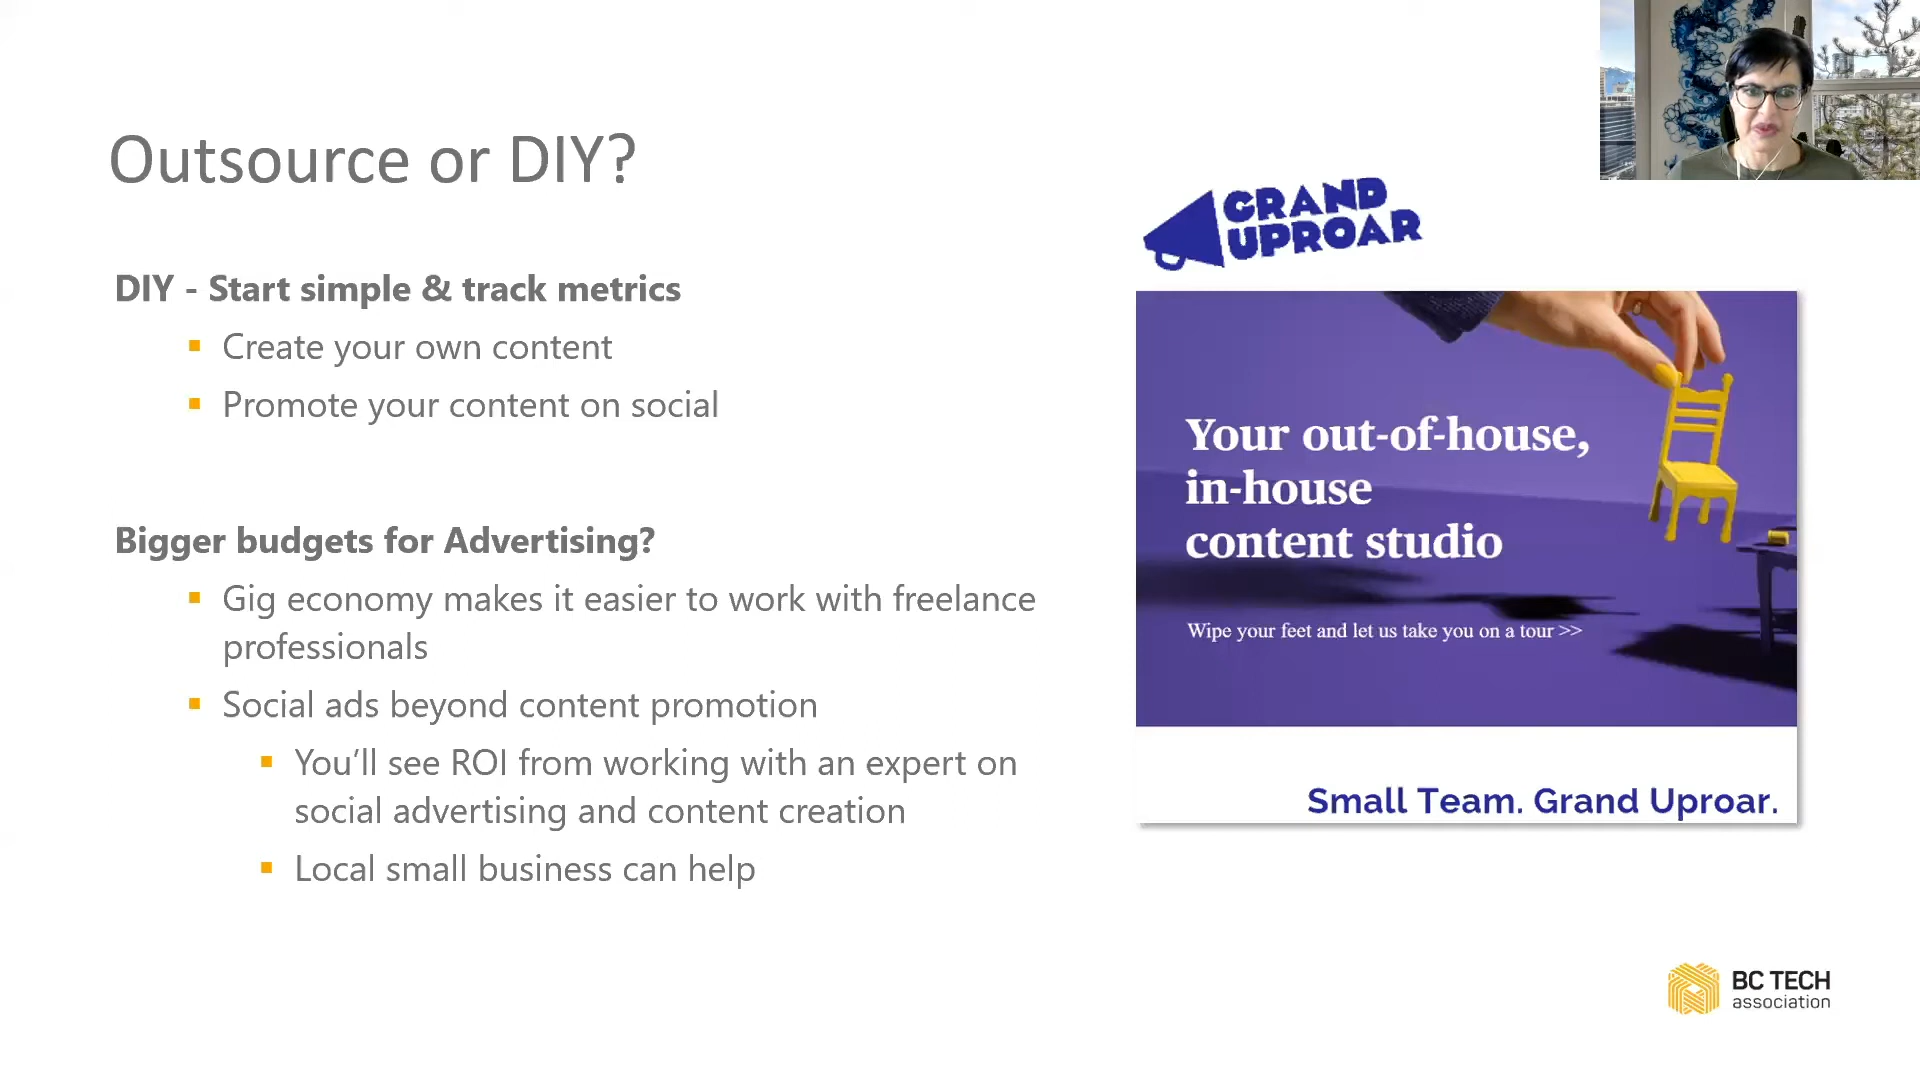 Outsource or DIY?
DIY - Start simple & track metrics
Create your own content
Promote your content on social
Bigger budgets for Advertising?
Gig economy makes it easier to work with freelance
professionals
Social ads beyond content promotion
You’ll see ROI from working with an expert on
social advertising and content creation
Local small business can help
GRAND
UPROAR
Your out-of-house,
in-house
content studio
Wipe your feet and let us take you on a tour >>
Small Team. Grand Uproar.
BC TECH
association